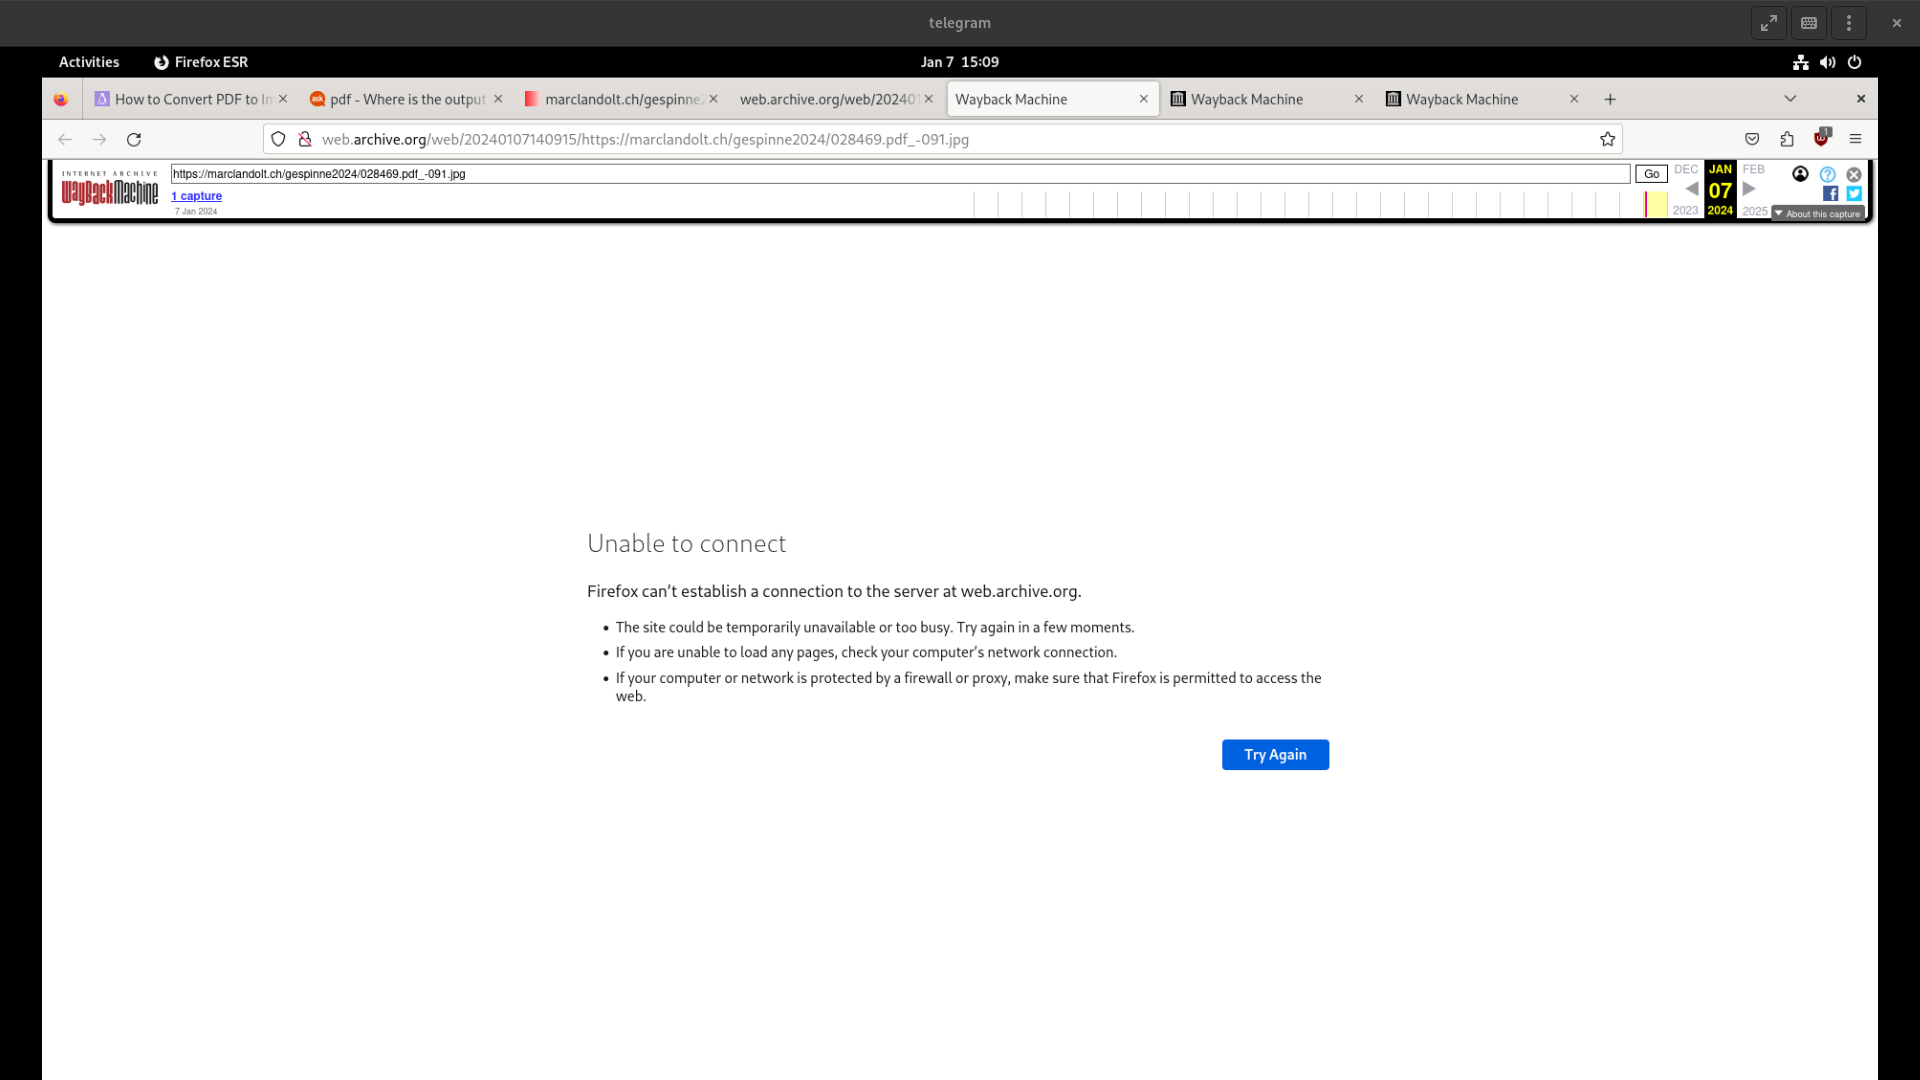 telegram
Activities
Firefox ESR
Jan 7 15:09
How to Convert PDF to Im
pdf - Where is the output
marclandolt.ch/gespinne2
web.archive.org/web/202401
Wayback Machine
Wayback Machine
Wayback Machine
web.archive.org/web/20240107140915/https://marclandolt.ch/gespinne2024/028469.pdf_-091.jpg
1
INTERNET ARCHIVE
WayBackMachine
https://marclandolt.ch/gespinne2024/028469.pdf_-091.jpg
Go
DEC JAN FEB
1 capture
07
7 Jan 2024
2023 2024 2025
About this capture
Unable to connect
Firefox can’t establish a connection to the server at web.archive.org.
• The site could be temporarily unavailable or too busy. Try again in a few moments.
• If you are unable to load any pages, check your computer’s network connection.
• If your computer or network is protected by a firewall or proxy, make sure that Firefox is permitted to access the
web.
Try Again